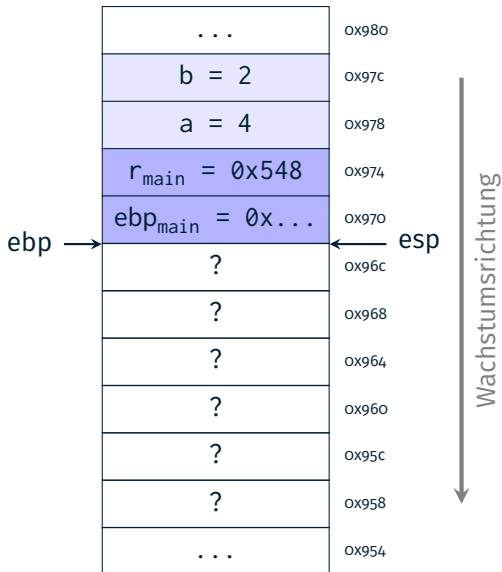 ... 0x980
b = 2 0x97c
a = 4 0x978
r_main = 0x548 0x974
ebp_main = 0x... 0x970
ebp esp
? 0x96c
? 0x968
? 0x964
? 0x960
? 0x95c
? 0x958
... 0x954
Wachstumsrichtung